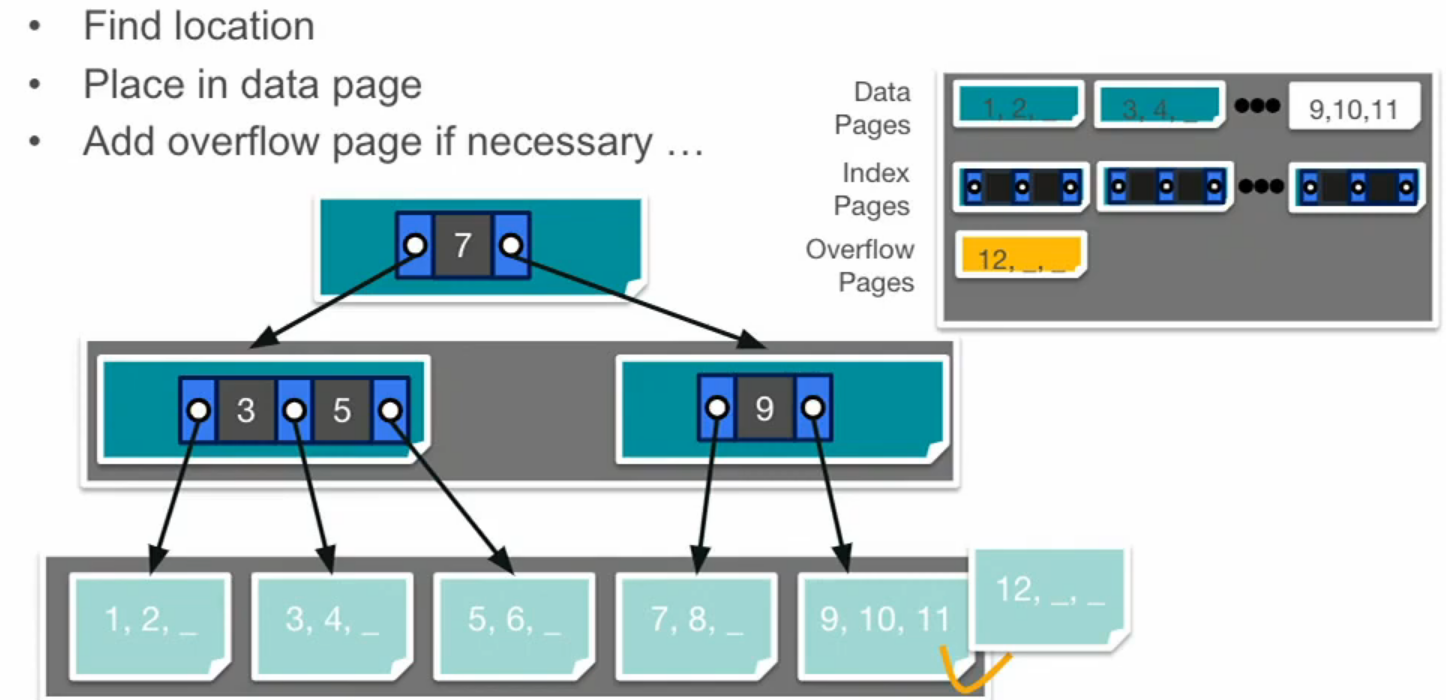 • Find location
• Place in data page
• Add overflow page if necessary …
Data
Pages
1, 2, _
3, 4, _
9,10,11
Index
Pages
Overflow
Pages
12, _, _
7
3 5
9
1, 2, _
3, 4, _
5, 6, _
7, 8, _
9, 10, 11
12, _, _